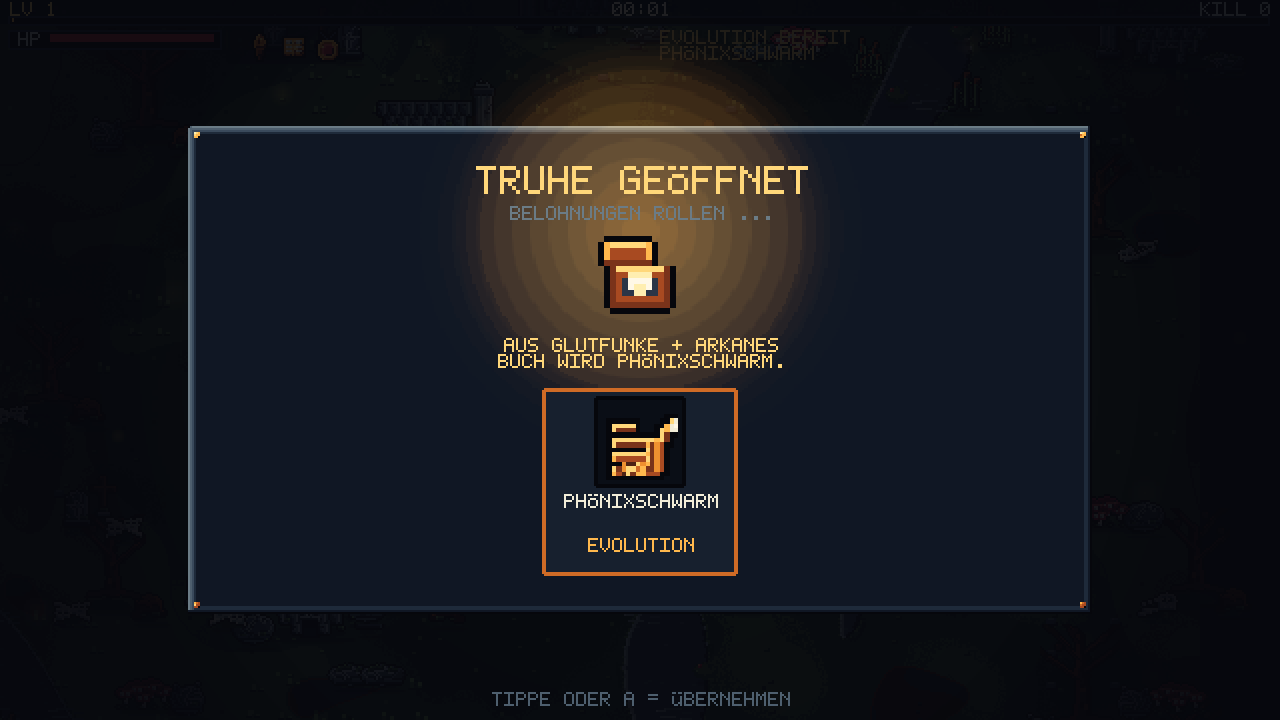 LV 1
00:01
KILL 0
HP
EVOLUTION BEREIT
PHÖNIXSCHWARM
TRUHE GEÖFFNET
BELOHNUNGEN ROLLEN ...
AUS GLUTFUNKE + ARKANES
BUCH WIRD PHÖNIXSCHWARM.
PHÖNIXSCHWARM
EVOLUTION
TIPPE ODER A = ÜBERNEHMEN